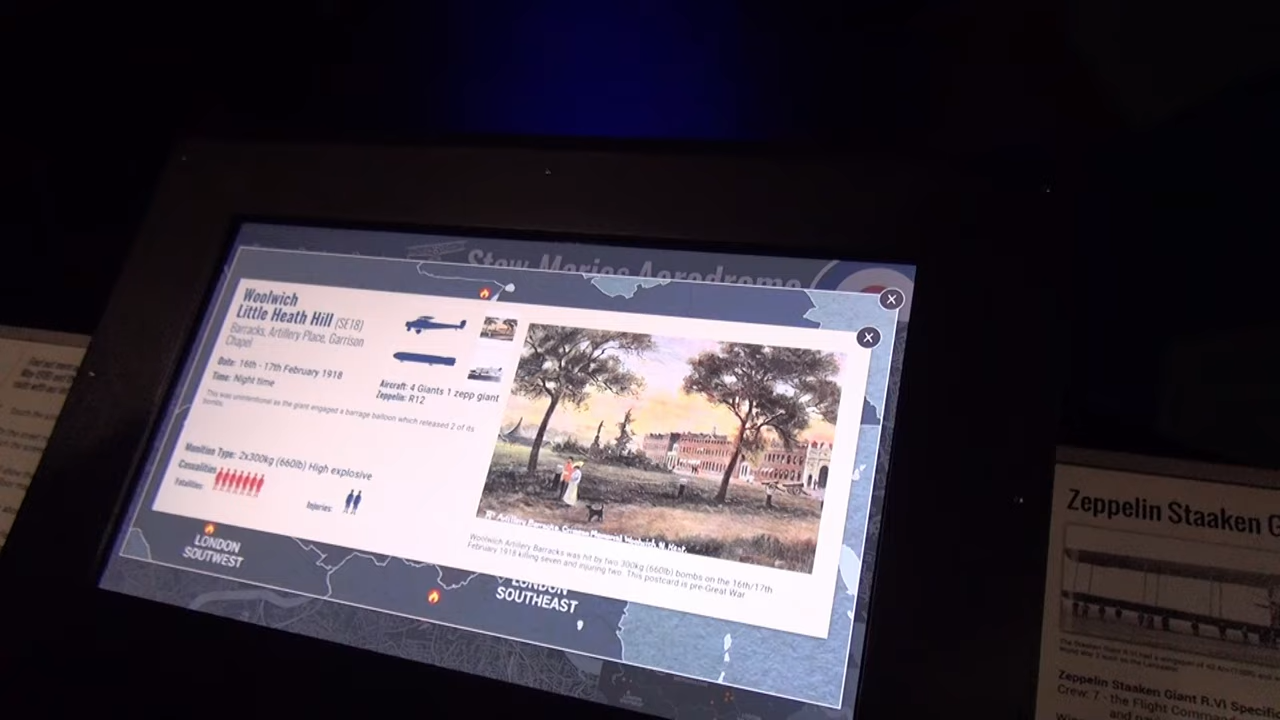 Stow Maries Aerodrome
Woolwich
Little Heath Hill (SE18)
Barracks, Artillery Place, Garrison
Chapel
Date: 16th - 17th February 1918
Time: Night time
Aircraft: 4 Giants 1 zepp giant
Zeppelin: R12
This was unintentional as the giant engaged a barrage balloon which released 2 of its
bombs.
Munition Type: 2x300kg (660lb) High explosive
Casualities
Fatalities:
Injuries:
Woolwich Artillery Barracks was hit by two 300kg (660lb) bombs on the 16th/17th
February 1918 killing seven and injuring two. This postcard is pre-Great War
LONDON
SOUTHWEST
LONDON
SOUTHEAST
Zeppelin Staaken G
Zeppelin Staaken Giant R.VI Specific
Crew: 7 - the Flight Comm